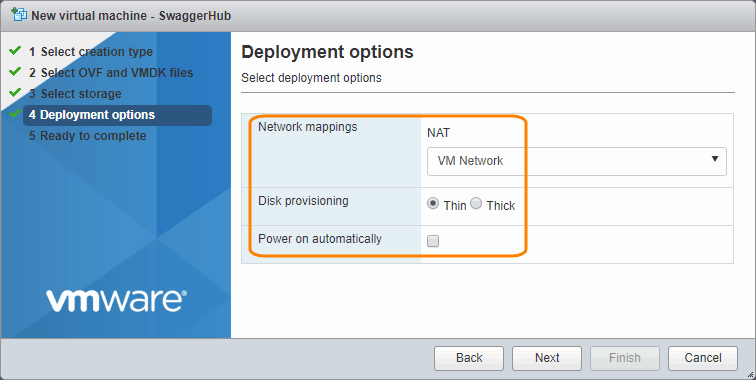 New virtual machine - SwaggerHub
1 Select creation type
2 Select OVF and VMDK files
3 Select storage
4 Deployment options
5 Ready to complete
vmware®
Deployment options
Select deployment options
Network mappings
NAT
VM Network
Disk provisioning
Thin Thick
Power on automatically
Back Next Finish Cancel